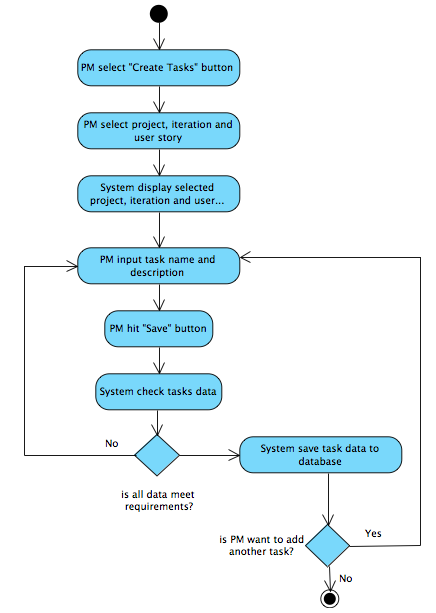 PM select "Create Tasks" button
PM select project, iteration and
user story
System display selected
project, iteration and user...
PM input task name and
description
PM hit "Save" button
System check tasks data
No
is all data meet
requirements?
System save task data to
database
is PM want to add
another task?
Yes
No